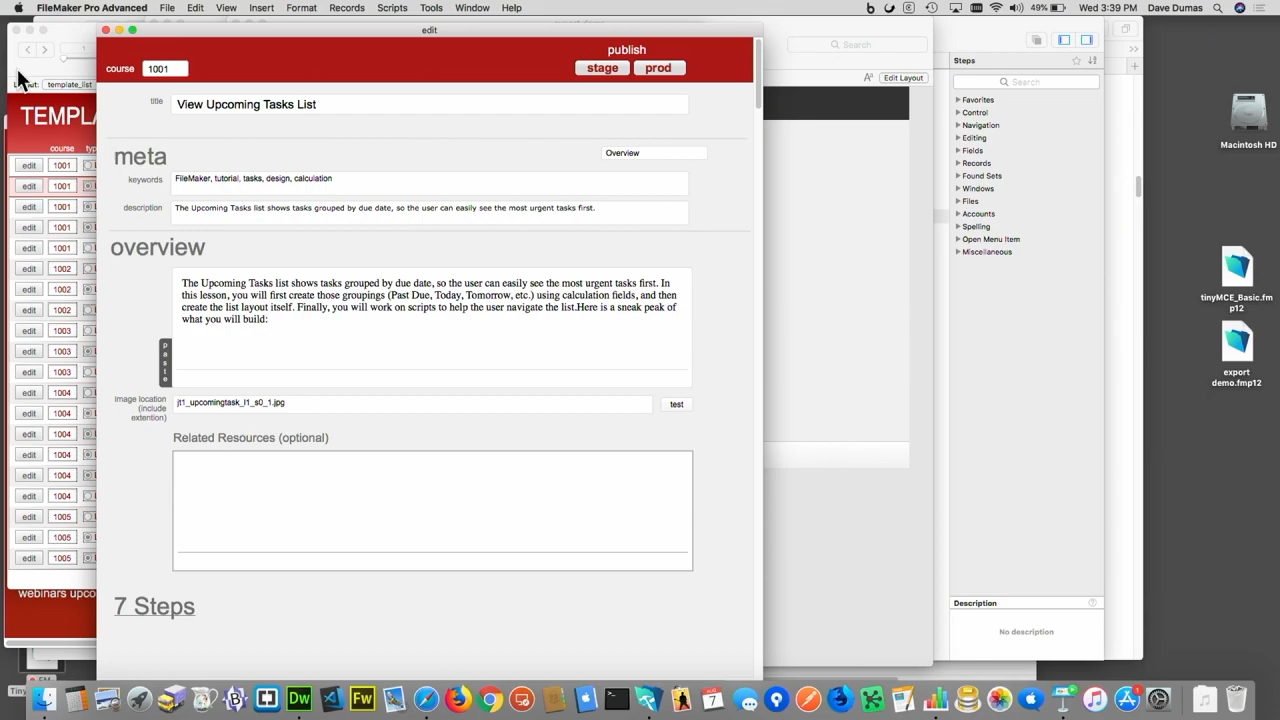 FileMaker Pro Advanced File Edit View Insert Format Records Scripts Tools Window Help
49% Wed 3:39 PM Dave Dumas
edit
publish
course 1001
stage prod
Search
Edit Layout
template_list
TEMPLA
course typ
title View Upcoming Tasks List
meta
Overview
keywords FileMaker, tutorial, tasks, design, calculation
description The Upcoming Tasks list shows tasks grouped by due date, so the user can easily see the most urgent tasks first.
overview
The Upcoming Tasks list shows tasks grouped by due date, so the user can easily see the most urgent tasks first. In
this lesson, you will first create those groupings (Past Due, Today, Tomorrow, etc.) using calculation fields, and then
create the list layout itself. Finally, you will work on scripts to help the user navigate the list.Here is a sneak peak of
what you will build:
paste
image location
(include
extention)
jt1_upcomingtask_l1_s0_1.jpg
test
Related Resources (optional)
7 Steps
edit 1001
edit 1001
edit 1001
edit 1001
edit 1001
edit 1002
edit 1002
edit 1002
edit 1003
edit 1003
edit 1003
edit 1004
edit 1004
edit 1004
edit 1004
edit 1004
edit 1004
edit 1005
edit 1005
edit 1005
webinars upco
Steps
Search
Favorites
Control
Navigation
Editing
Fields
Records
Found Sets
Windows
Files
Accounts
Spelling
Open Menu Item
Miscellaneous
Description
No description
Macintosh HD
tinyMCE_Basic.fm
p12
export
demo.fmp12
Tiny
Dw
FW
7
1